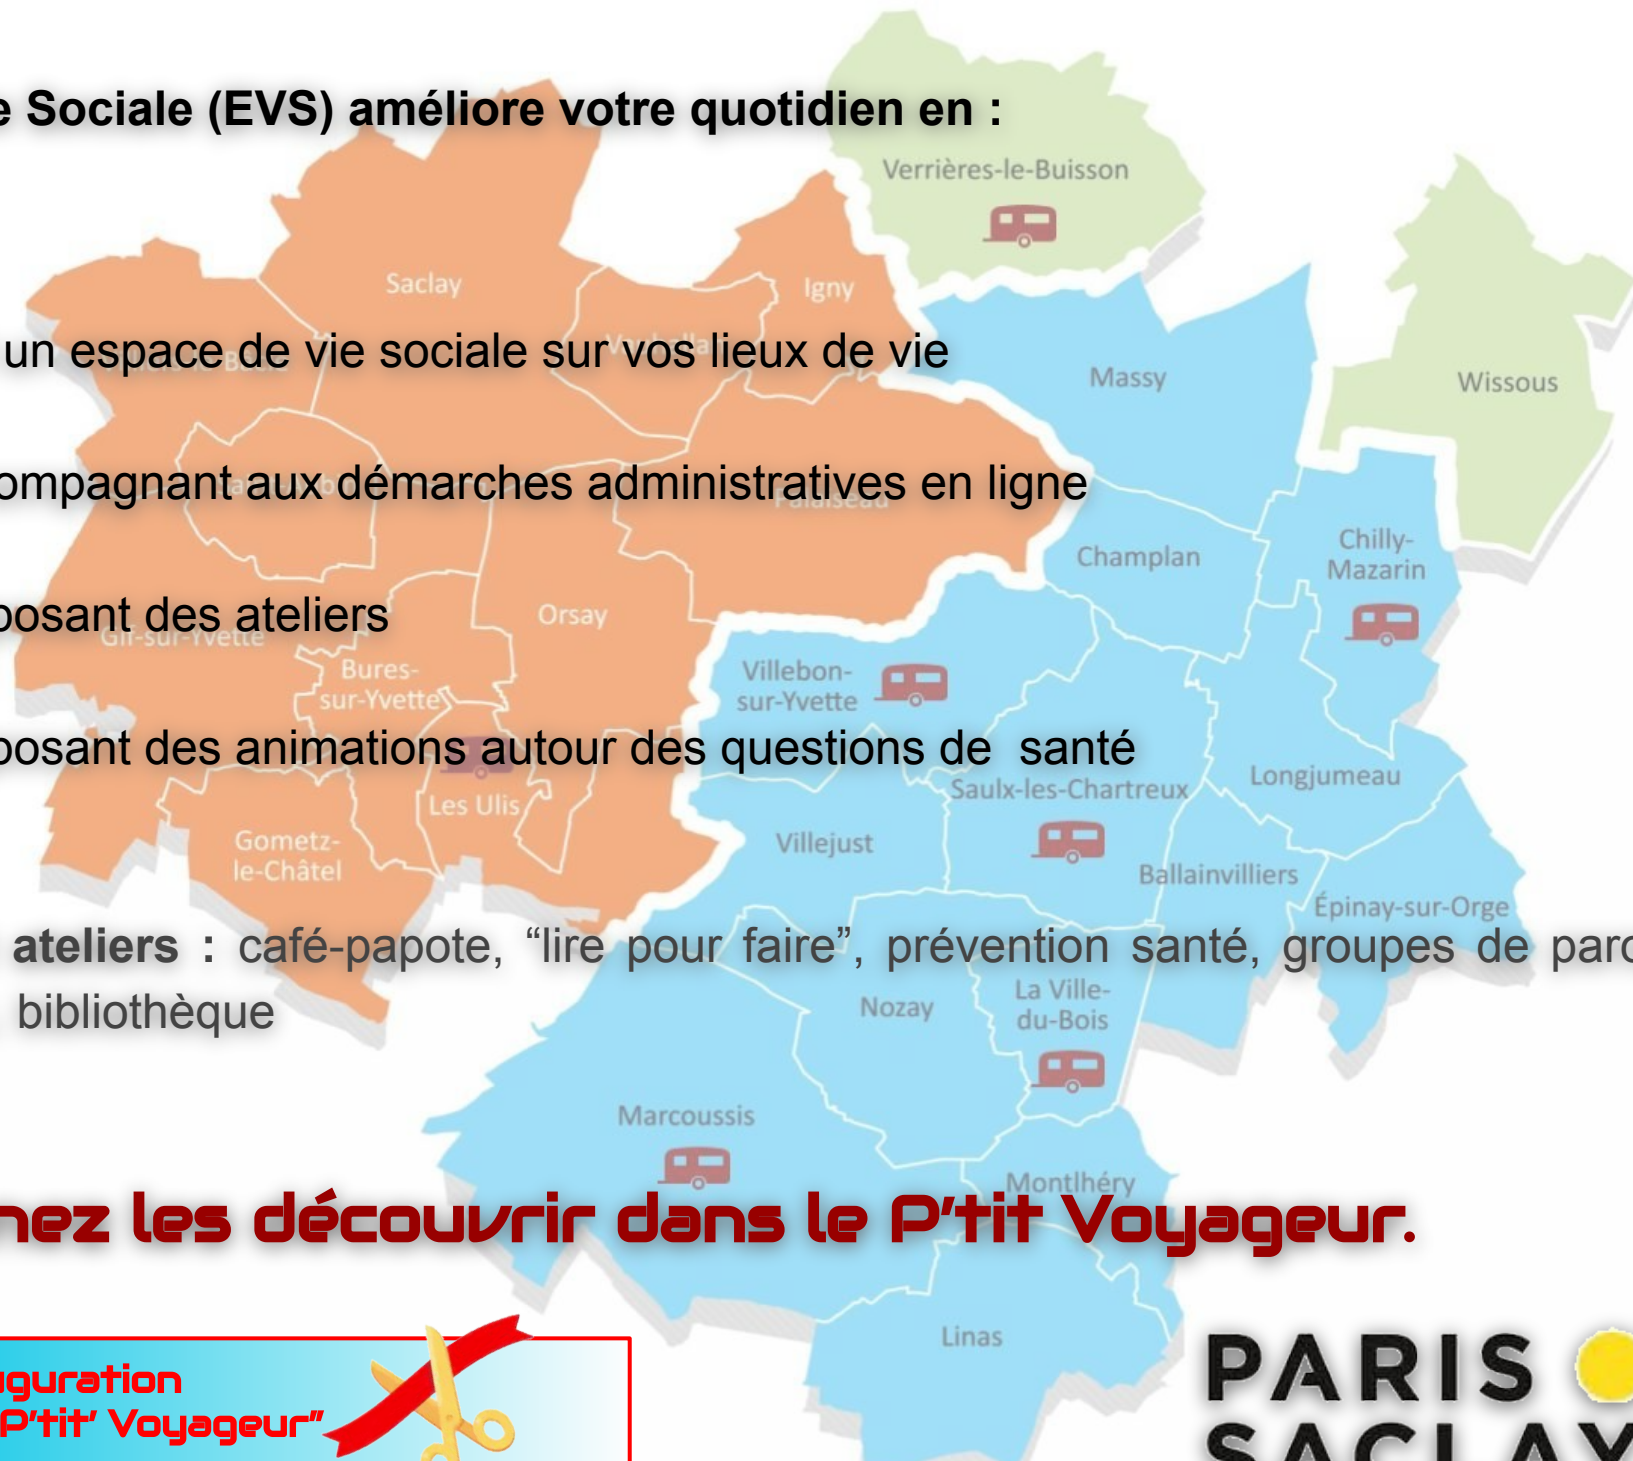 e Sociale (EVS) améliore votre quotidien en :
Verrières-le-Buisson
Saclay
Igny
un espace de vie sociale sur vos lieux de vie
Massy
Wissous
ompagnant aux démarches administratives en ligne
Palaiseau
Champlan
Chilly-
Mazarin
posant des ateliers
Orsay
Gif-sur-Yvette
Bures-
sur-Yvette
Villebon-
sur-Yvette
posant des animations autour des questions de santé
Longjumeau
Saulx-les-Chartreux
Les Ulis
Gometz-
le-Châtel
Villejust
Ballainvilliers
Épinay-sur-Orge
ateliers : café-papote, “lire pour faire”, prévention santé, groupes de paro
bibliothèque
Nozay
La Ville-
du-Bois
Marcoussis
Montlhéry
nez les découvrir dans le P'tit Voyageur.
Linas
uguration
P'tit' Voyageur”
PARIS
SACLAY